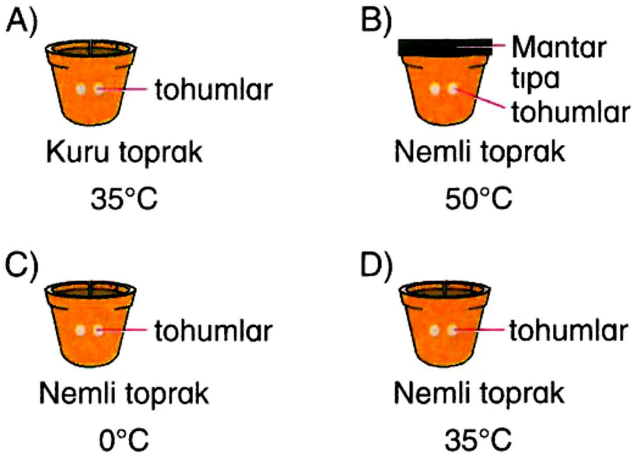 A)
tohumlar
Kuru toprak
35°C
B)
Mantar
tıpa
tohumlar
Nemli toprak
50°C
C)
tohumlar
Nemli toprak
0°C
D)
tohumlar
Nemli toprak
35°C